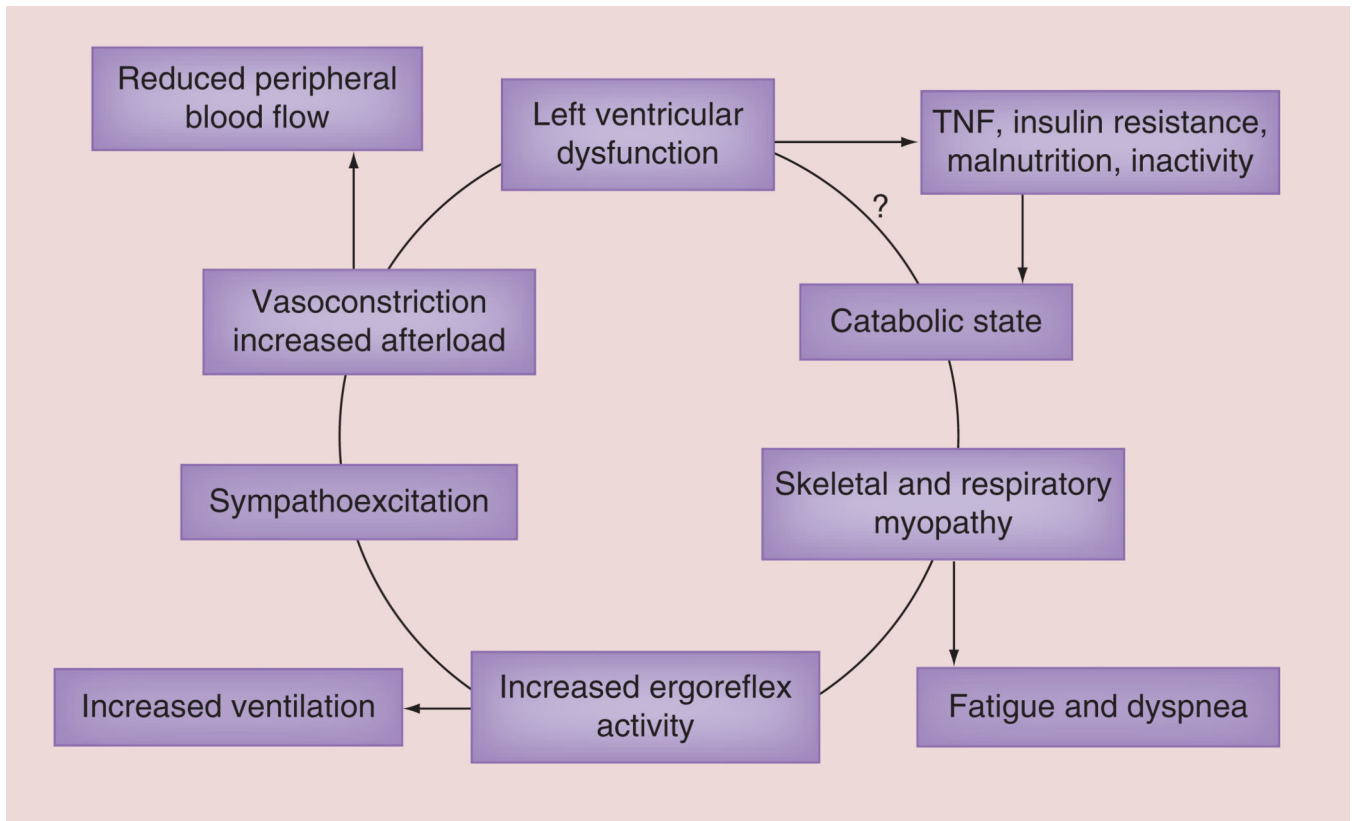 Reduced peripheral
blood flow
Left ventricular
dysfunction
TNF, insulin resistance,
malnutrition, inactivity
?
Vasoconstriction
increased afterload
Catabolic state
Sympathoexcitation
Skeletal and respiratory
myopathy
Increased ventilation
Increased ergoreflex
activity
Fatigue and dyspnea